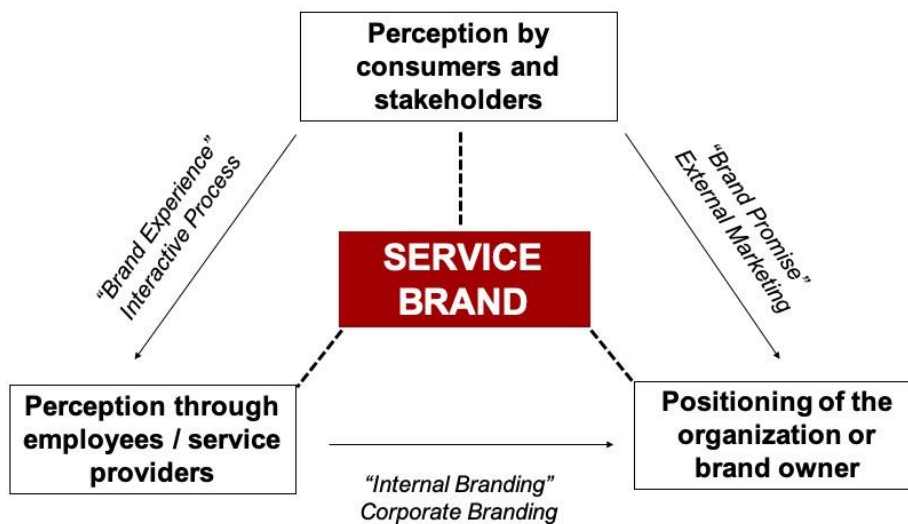 Perception by
consumers and
stakeholders
“Brand Experience”
Interactive Process
“Brand Promise”
External Marketing
SERVICE
BRAND
Perception through
employees / service
providers
Positioning of the
organization or
brand owner
“Internal Branding”
Corporate Branding